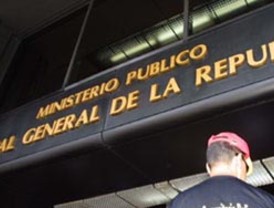 MINISTERIO PUBLICO
AL GENERAL DE LA REPU